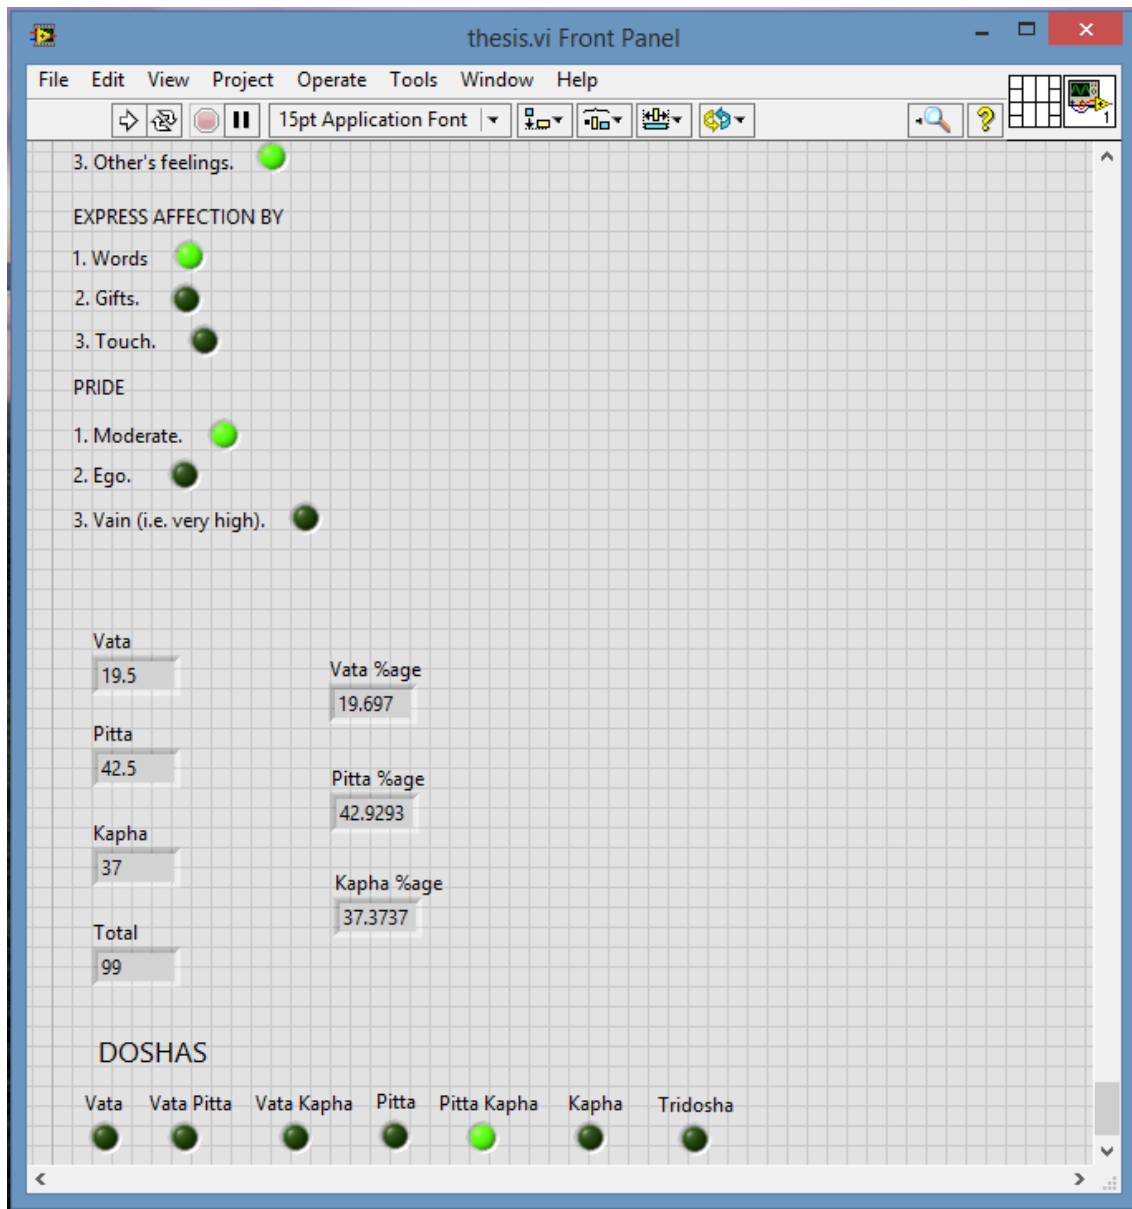 thesis.vi Front Panel
File Edit View Project Operate Tools Window Help
15pt Application Font
1
3. Other's feelings.
EXPRESS AFFECTION BY
1. Words
2. Gifts.
3. Touch.
PRIDE
1. Moderate.
2. Ego.
3. Vain (i.e. very high).
Vata
19.5
Vata %age
19.697
Pitta
42.5
Pitta %age
42.9293
Kapha
37
Kapha %age
37.3737
Total
99
DOSHAS
Vata Vata Pitta Vata Kapha Pitta Pitta Kapha Kapha Tridosha